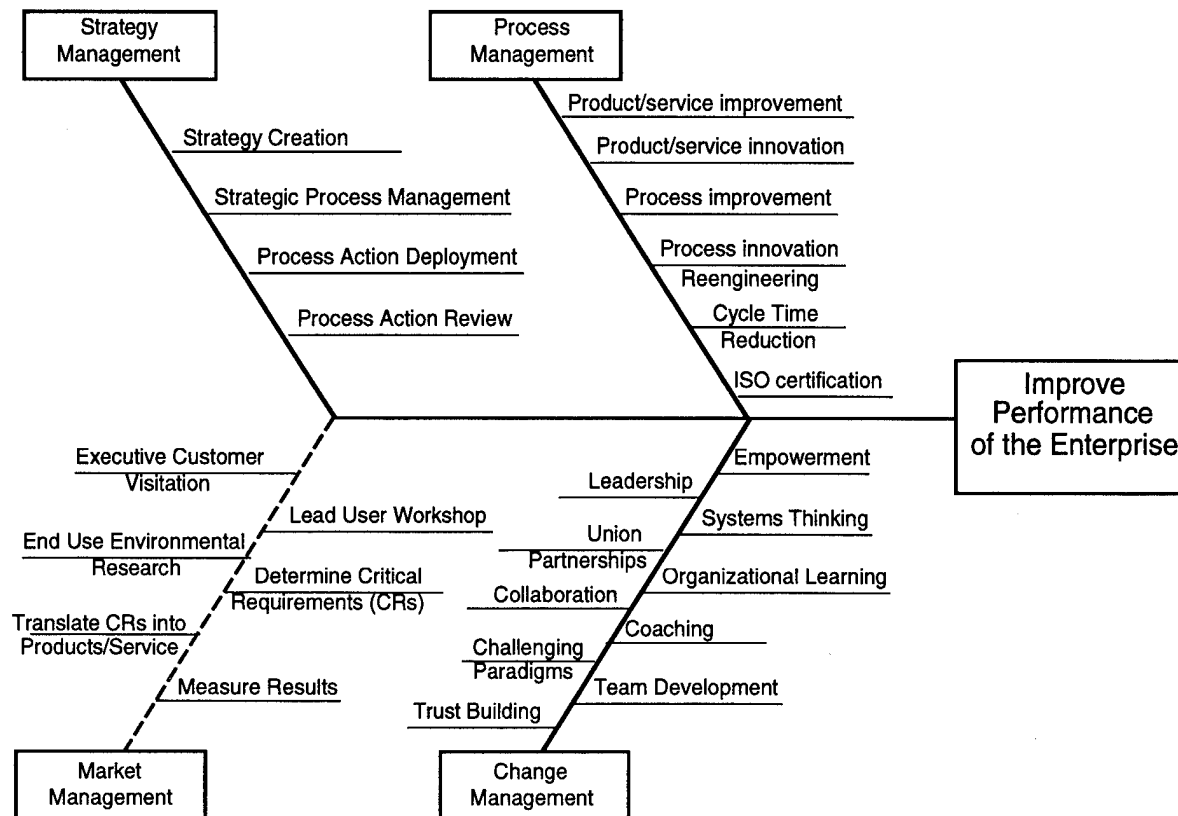 Strategy
Management
Process
Management
Product/service improvement
Strategy Creation
Product/service innovation
Strategic Process Management
Process improvement
Process Action Deployment
Process innovation
Reengineering
Process Action Review
Cycle Time
Reduction
ISO certification
Improve
Performance
of the Enterprise
Executive Customer
Visitation
Lead User Workshop
End Use Environmental
Research
Determine Critical
Requirements (CRs)
Translate CRs into
Products/Service
Measure Results
Market
Management
Empowerment
Leadership
Systems Thinking
Union
Partnerships
Organizational Learning
Collaboration
Coaching
Challenging
Paradigms
Team Development
Trust Building
Change
Management